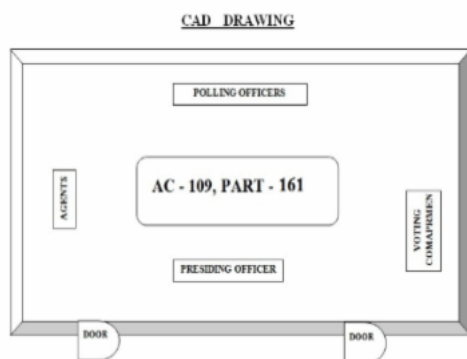 CAD DRAWING
POLLING OFFICERS
AGENTS
AC - 109, PART - 161
VOTING
COMAPRMEN
PRESIDING OFFICER
DOOR
DOOR